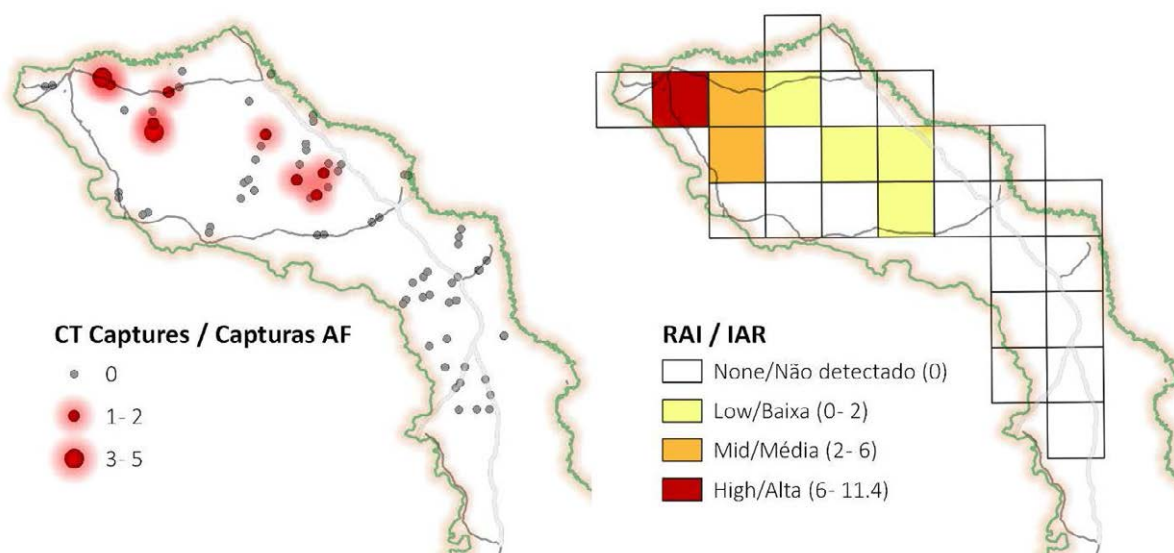 CT Captures / Capturas AF
0
1- 2
3- 5
RAI / IAR
None/Não detectado (0)
Low/Baixa (0- 2)
Mid/Média (2- 6)
High/Alta (6- 11.4)